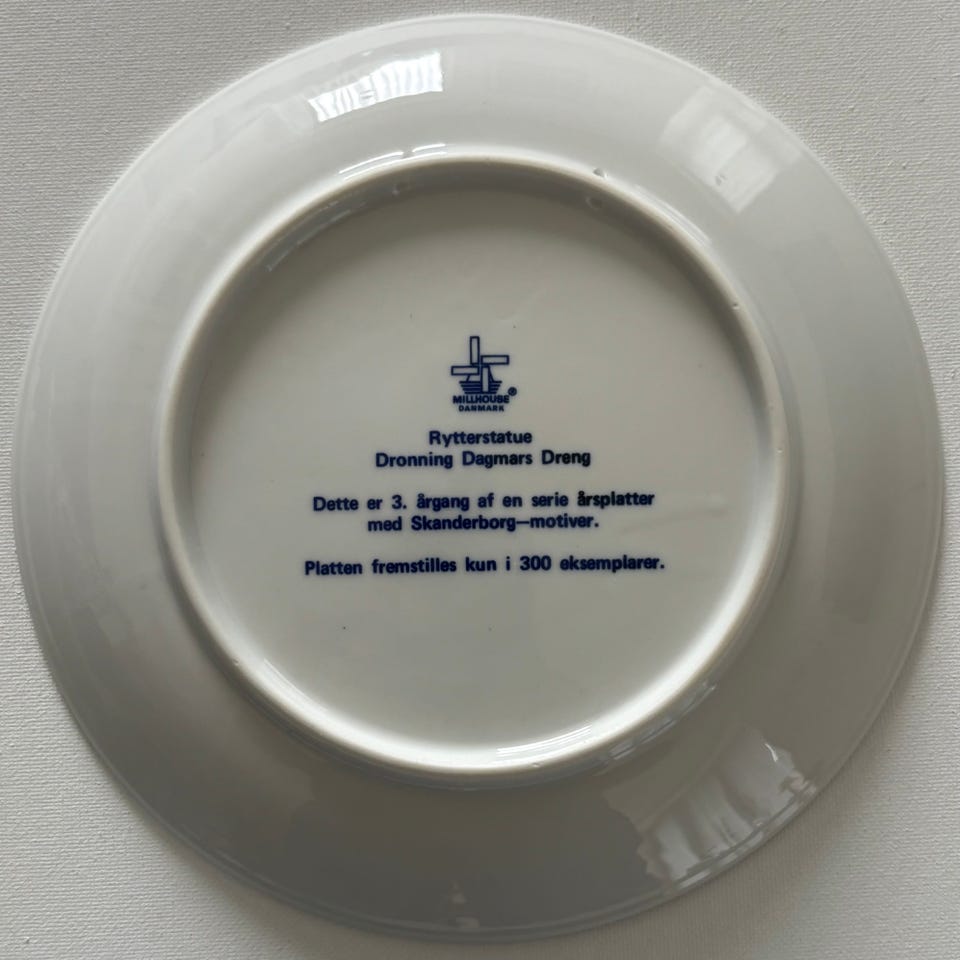 MILLHOUSE®
DANMARK
Rytterstatue
Dronning Dagmars Dreng
Dette er 3. årgang af en serie årsplatter
med Skanderborg—motiver.
Platten fremstilles kun i 300 eksemplarer.